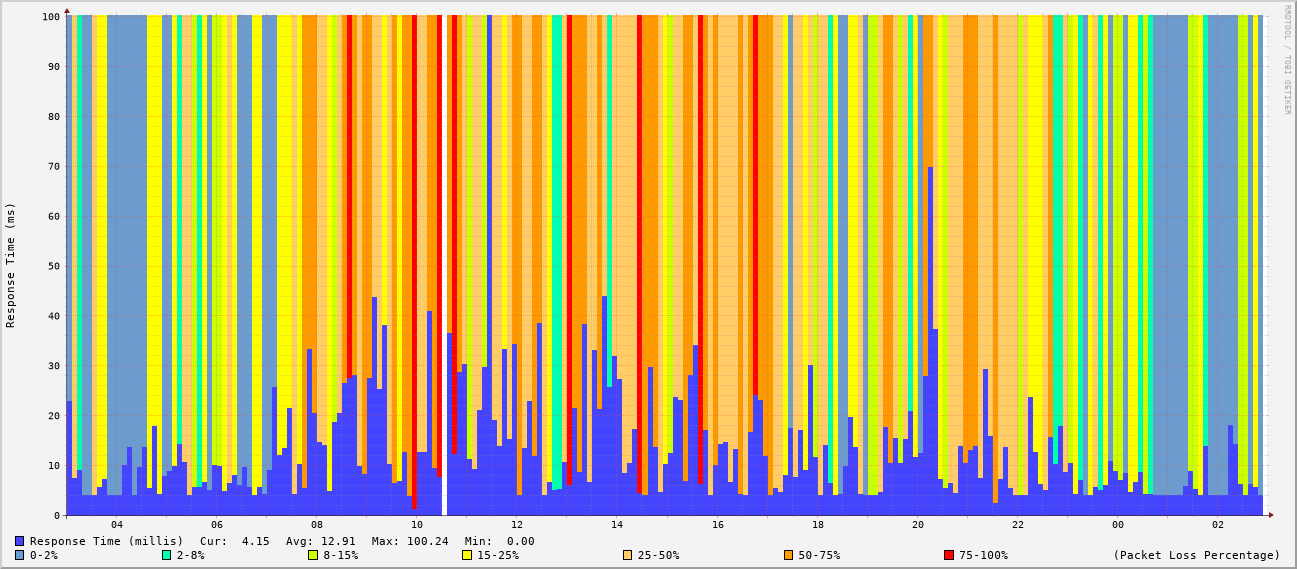 100
90
80
70
60
50
40
30
20
10
0
Response Time (ms)
RRDTOOL / TOBI OETIKER
04 06 08 10 12 14 16 18 20 22 00 02
Response Time (millis) Cur: 4.15 Avg: 12.91 Max: 100.24 Min: 0.00
0-2% 2-8% 8-15% 15-25% 25-50% 50-75% 75-100% (Packet Loss Percentage)